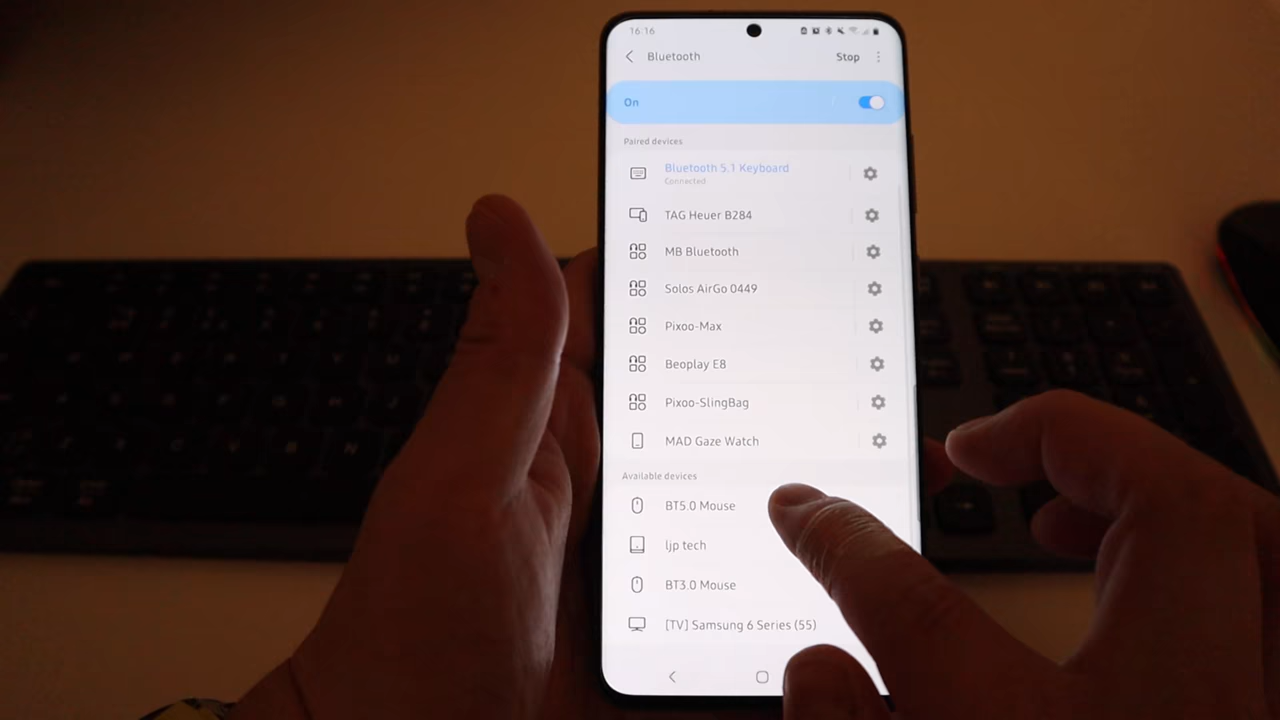 16:16
Bluetooth
Stop
On
Paired devices
Bluetooth 5.1 Keyboard
Connected
TAG Heuer B284
MB Bluetooth
Solos AirGo 0449
Pixoo-Max
Beoplay E8
Pixoo-SlingBag
MAD Gaze Watch
Available devices
BT5.0 Mouse
ljp tech
BT3.0 Mouse
[TV] Samsung 6 Series (55)